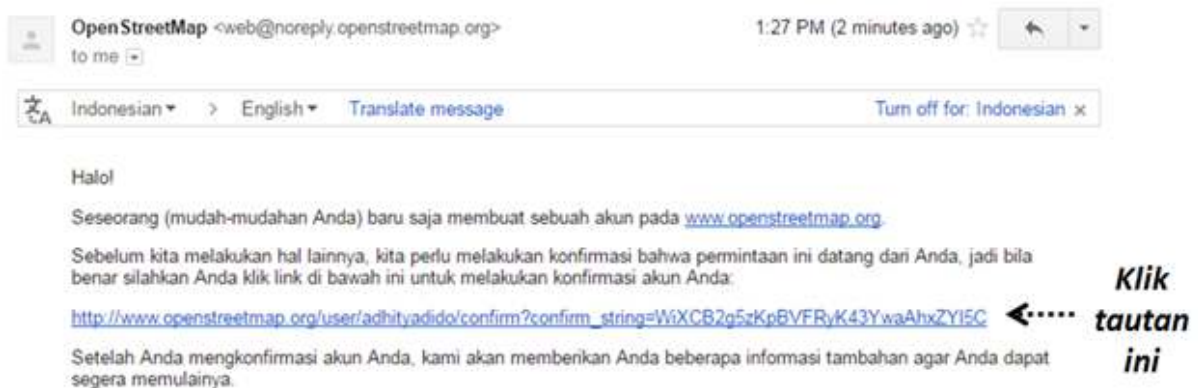 OpenStreetMap <web@noreply.openstreetmap.org> 1:27 PM (2 minutes ago)
to me
Indonesian > English Translate message Turn off for: Indonesian x
Halo!
Seseorang (mudah-mudahan Anda) baru saja membuat sebuah akun pada www.openstreetmap.org.
Sebelum kita melakukan hal lainnya, kita perlu melakukan konfirmasi bahwa permintaan ini datang dari Anda, jadi bila
benar silahkan Anda klik link di bawah ini untuk melakukan konfirmasi akun Anda:
http://www.openstreetmap.org/user/adhityadido/confirm?confirm_string=WiXCB2g5zKpBVFRyK43YwaAhxZYI5C
Klik
tautan
ini
Setelah Anda mengkonfirmasi akun Anda, kami akan memberikan Anda beberapa informasi tambahan agar Anda dapat
segera memulainya.